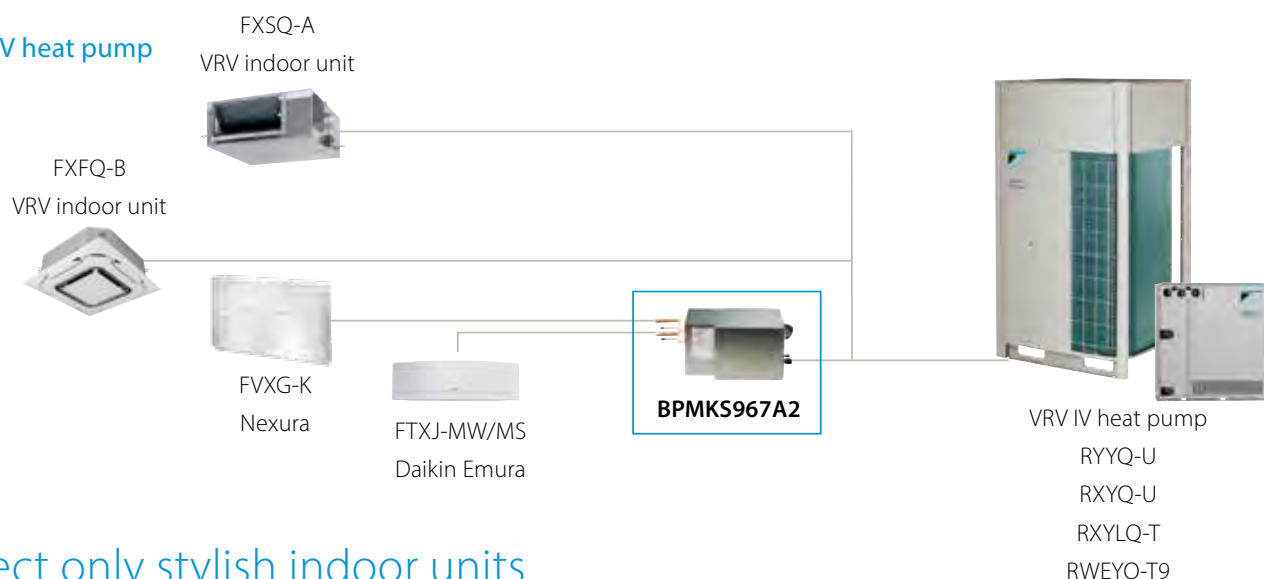 V heat pump
FXSQ-A
VRV indoor unit
FXFQ-B
VRV indoor unit
FVXG-K
Nexura
FTXJ-MW/MS
Daikin Emura
BPMKS967A2
VRV IV heat pump
RYYQ-U
RXYQ-U
RXYLQ-T
RWEYQ-T9
ect only stylish indoor units